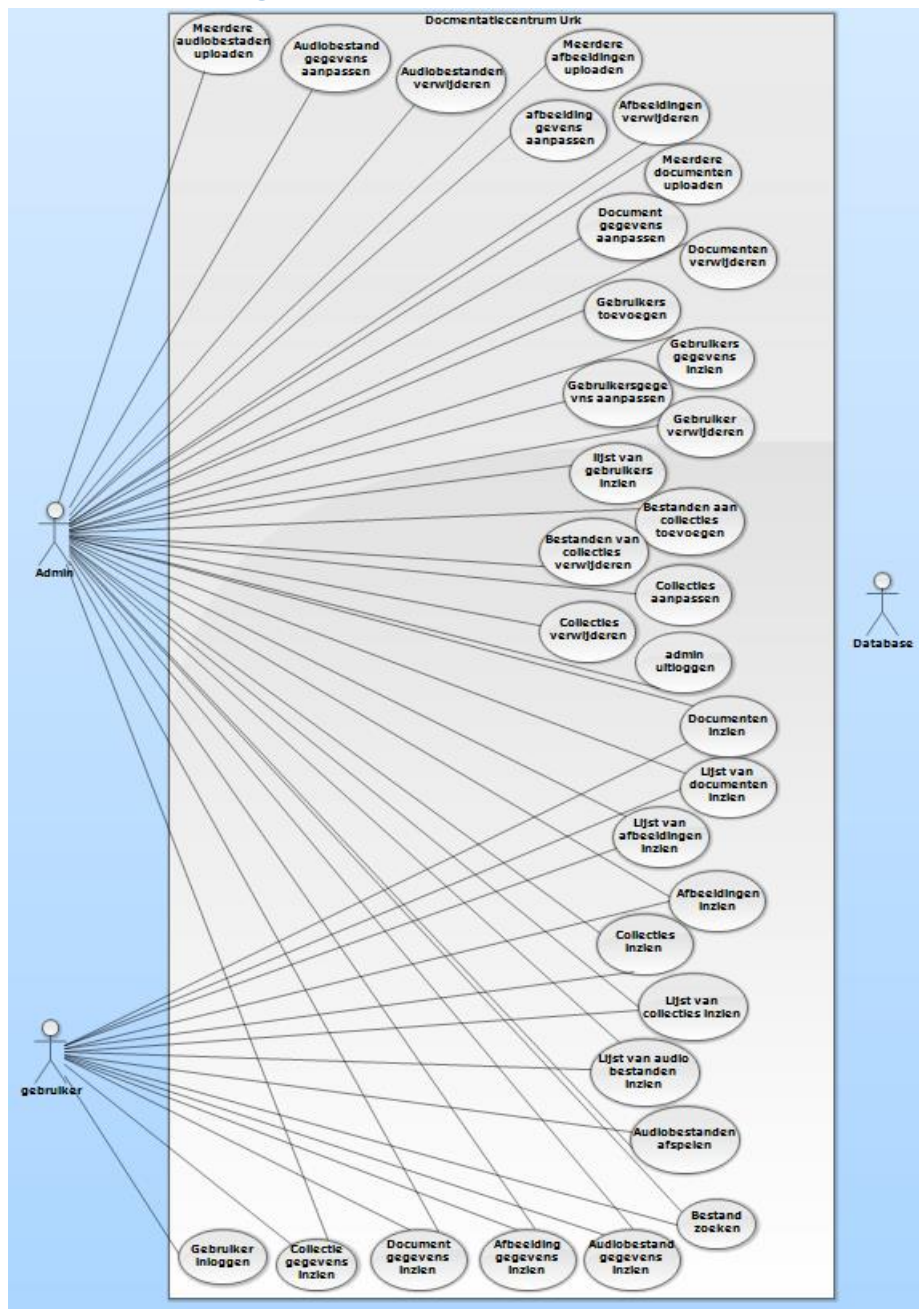 Docmentatiecentrum Urk
Meerdere
audiobestaden
uploaden
Audiobestand
gegevens
aanpassen
Audiobestanden
verwijderen
Meerdere
afbeeldingen
uploaden
afbeelding
gevens
aanpassen
Afbeeldingen
verwijderen
Meerdere
documenten
uploaden
Document
gegevens
aanpassen
Documenten
verwijderen
Gebruikers
toevoegen
Gebruikers
gegevens
inzien
Gebruikersgege
vns aanpassen
Gebruiker
verwijderen
lijst van
gebruikers
inzien
Bestanden aan
collecties
toevoegen
Bestanden van
collecties
verwijderen
Admin
Collecties
aanpassen
Database
Collecties
verwijderen
admin
uitloggen
Documenten
inzien
Lijst van
documenten
inzien
Lijst van
afbeeldingen
inzien
Afbeeldingen
inzien
Collecties
inzien
Lijst van
collecties inzien
Lijst van audio
bestanden
inzien
gebruiker
Audiobestanden
afspelen
Bestand
zoeken
Gebruiker
inloggen
Collectie
gegevens
inzien
Document
gegevens
inzien
Afbeelding
gegevens
inzien
Audiobestand
gegevens
inzien